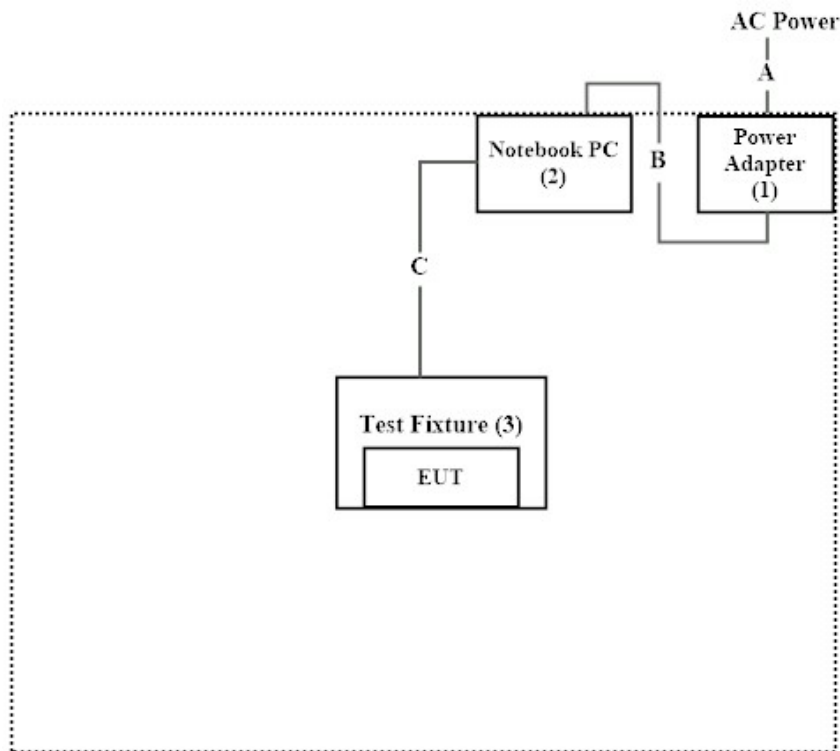 AC Power
A
Notebook PC
(2)
B
Power
Adapter
(1)
C
Test Fixture (3)
EUT